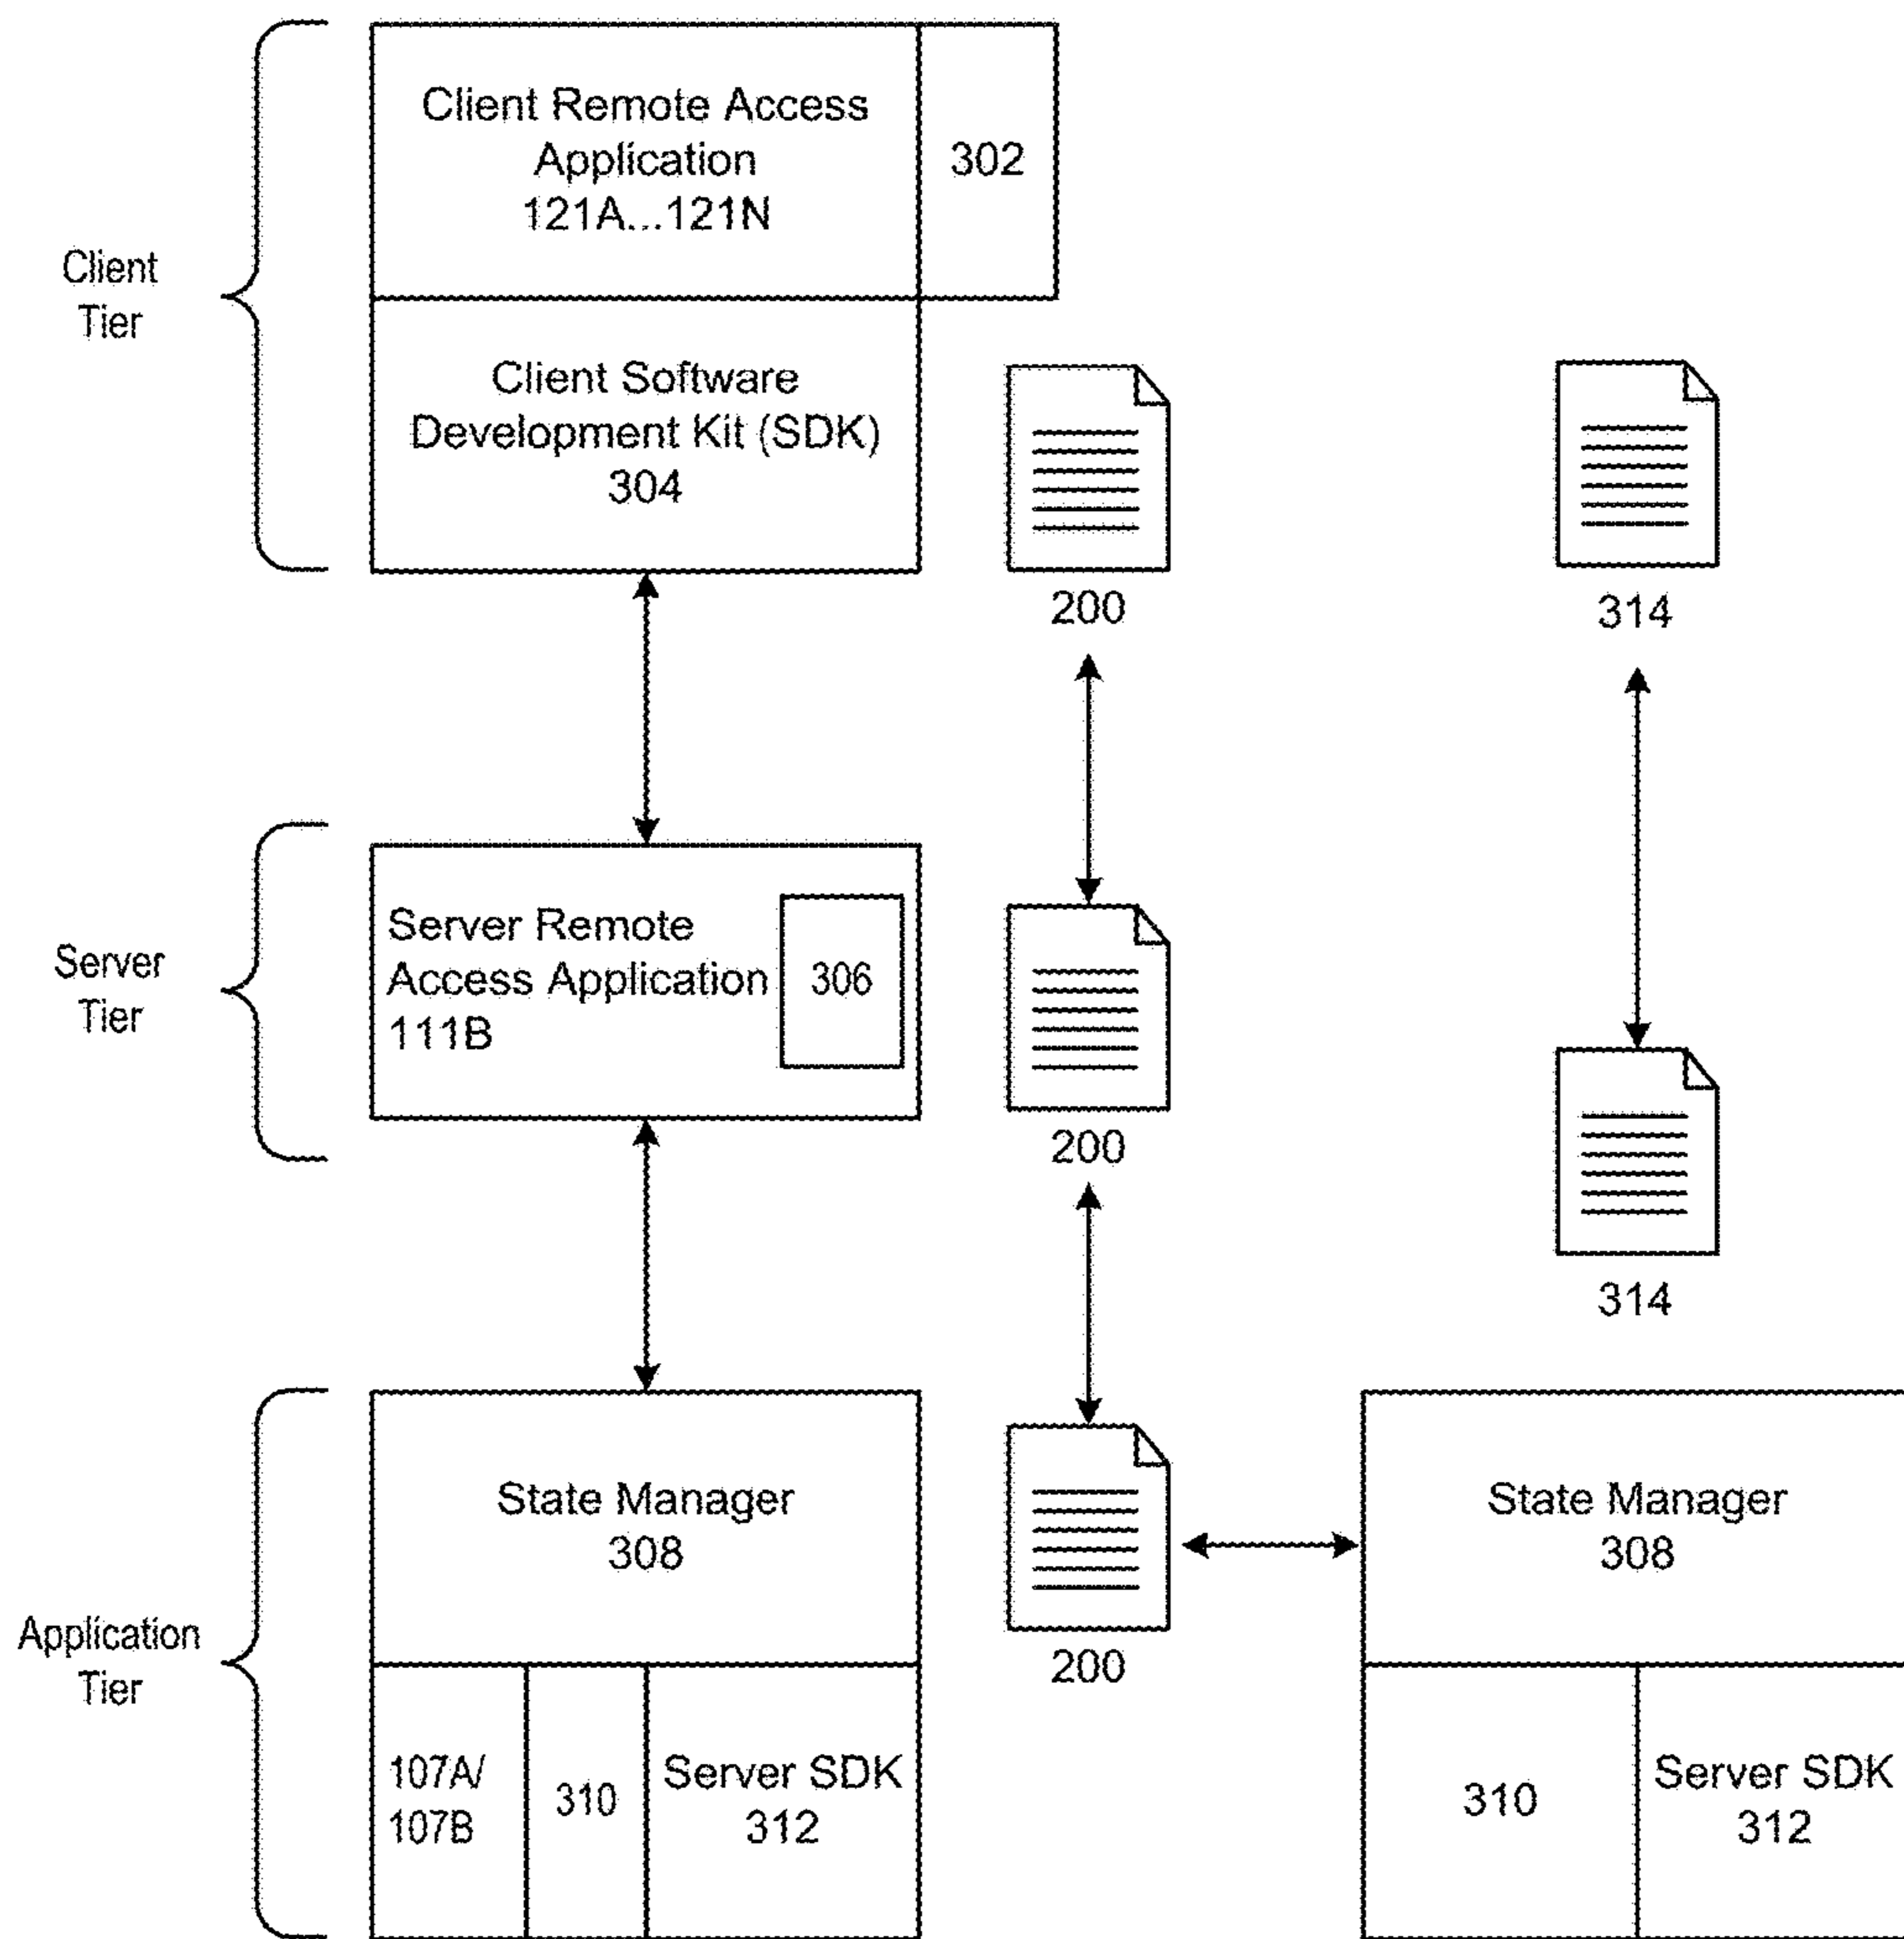 Client Remote Access
Application
121A...121N
302
Client
Tier
Client Software
Development Kit (SDK)
304
200
314
Server Remote
Access Application
111B
306
Server
Tier
200
314
State Manager
308
State Manager
308
Application
Tier
200
107A/
107B
310
Server SDK
312
310
Server SDK
312